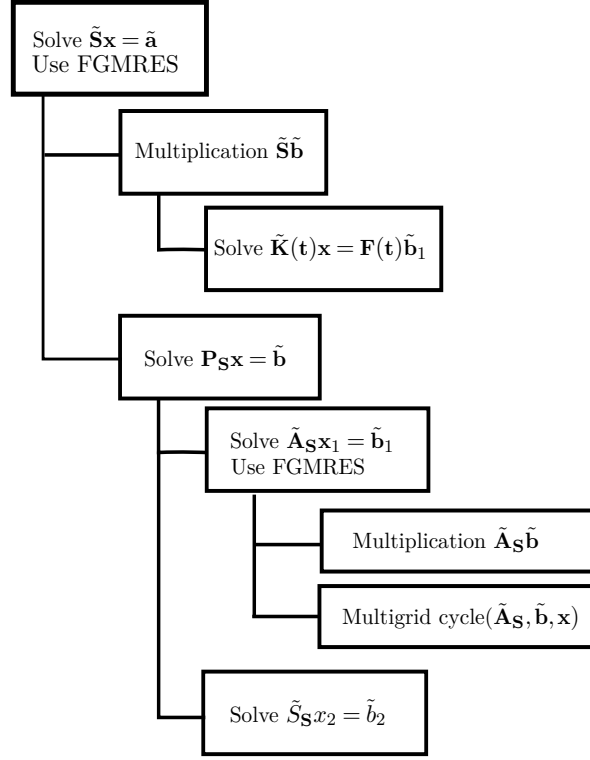 Solve S̃x = ã
Use FGMRES
Multiplication S̃b̃
Solve K̃(t)x = F(t)b̃₁
Solve P_S x = b̃
Solve Ã_S x₁ = b̃₁
Use FGMRES
Multiplication Ã_S b̃
Multigrid cycle(Ã_S, b̃, x)
Solve S̃_S x₂ = b̃₂